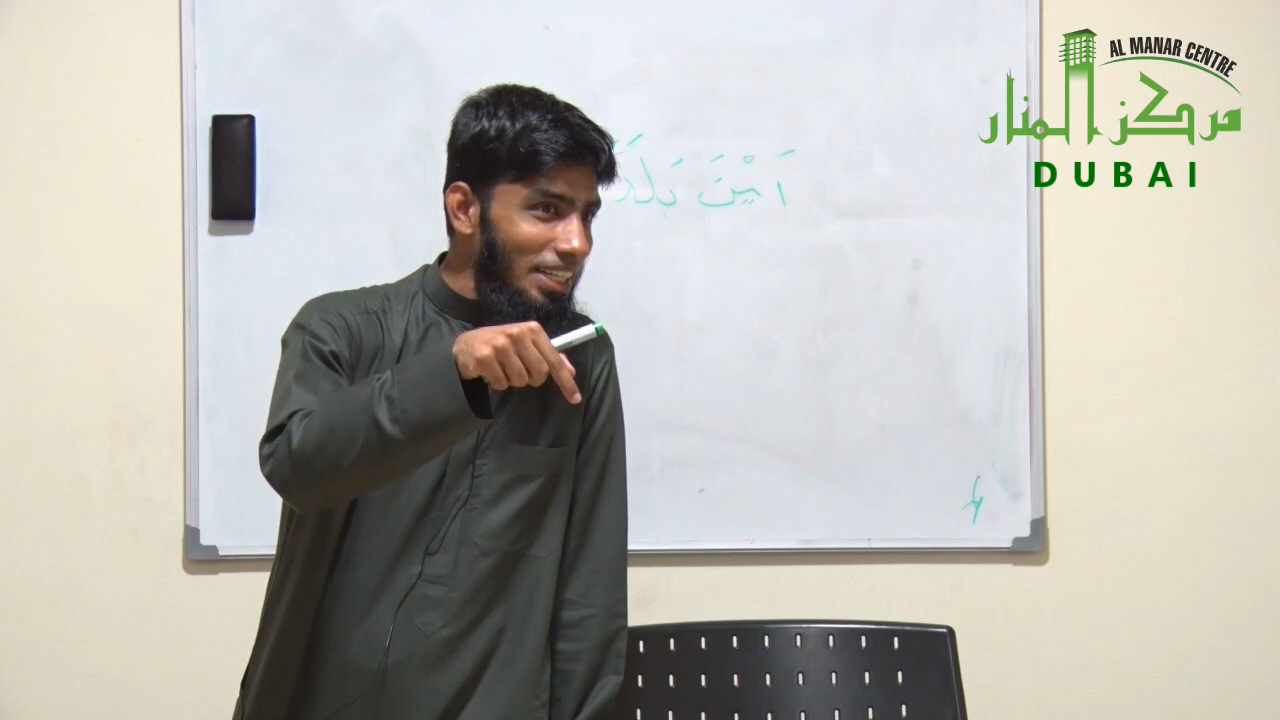 AL MANAR CENTRE
مركز المنار
DUBAI
اَيْنَ بَلَدَ